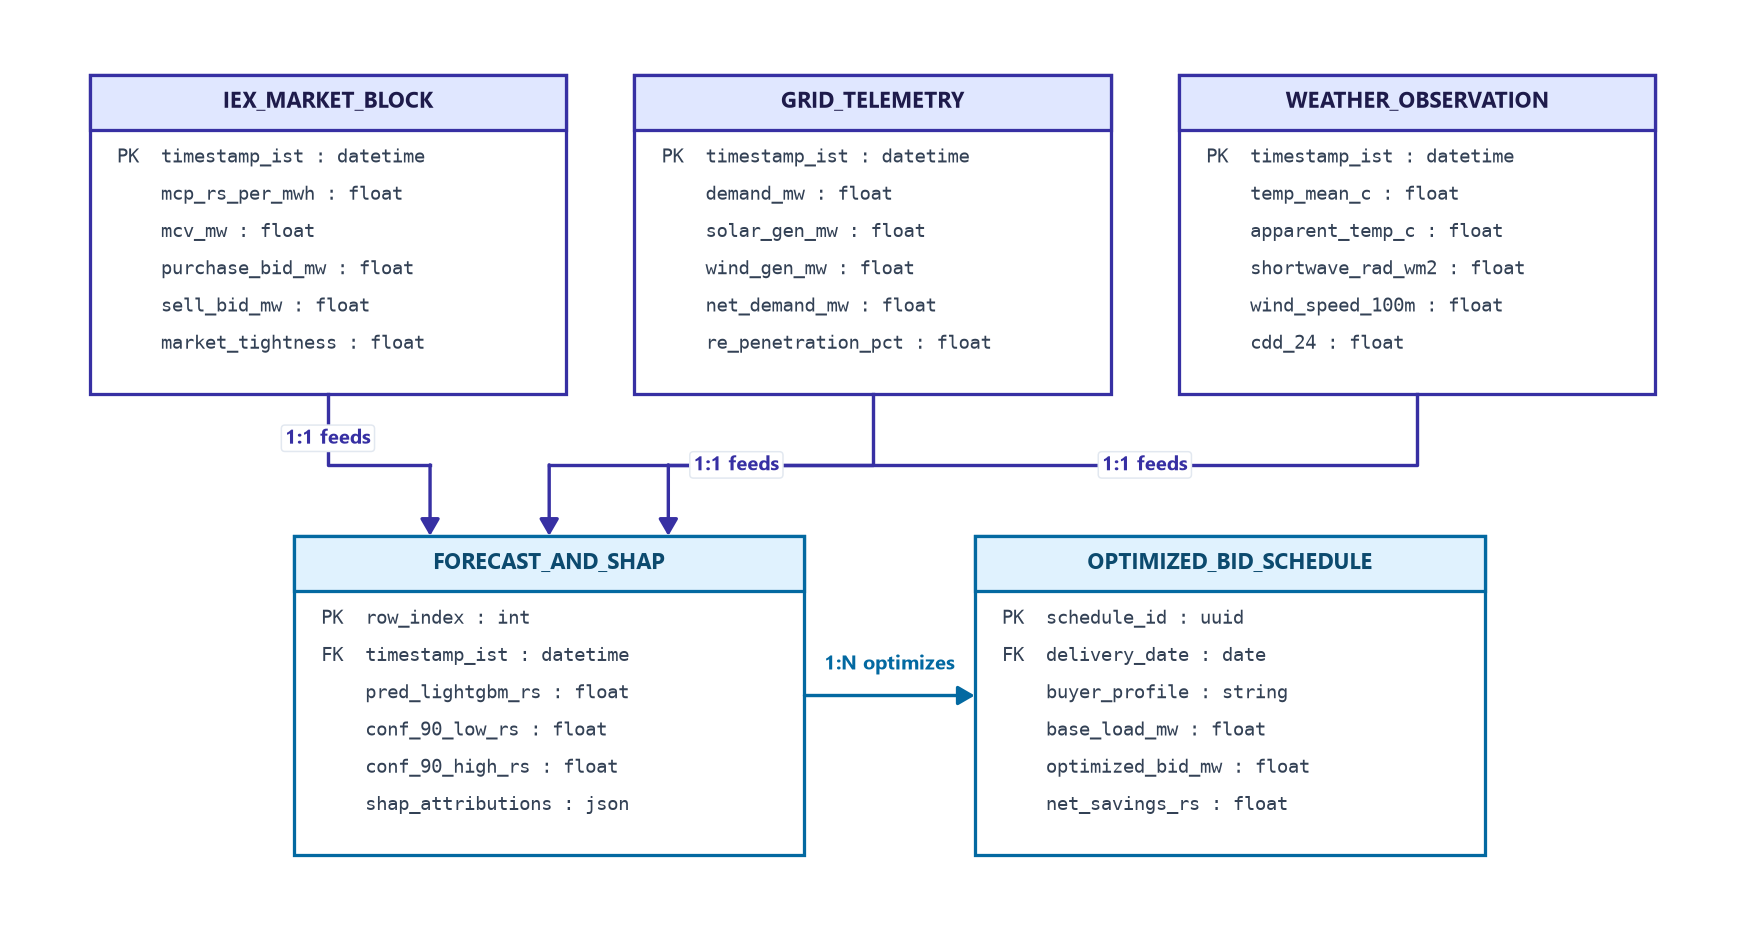 IEX_MARKET_BLOCK
PK timestamp_ist : datetime
mcp_rs_per_mwh : float
mcv_mw : float
purchase_bid_mw : float
sell_bid_mw : float
market_tightness : float
GRID_TELEMETRY
PK timestamp_ist : datetime
demand_mw : float
solar_gen_mw : float
wind_gen_mw : float
net_demand_mw : float
re_penetration_pct : float
WEATHER_OBSERVATION
PK timestamp_ist : datetime
temp_mean_c : float
apparent_temp_c : float
shortwave_rad_wm2 : float
wind_speed_100m : float
cdd_24 : float
1:1 feeds
1:1 feeds
1:1 feeds
FORECAST_AND_SHAP
PK row_index : int
FK timestamp_ist : datetime
pred_lightgbm_rs : float
conf_90_low_rs : float
conf_90_high_rs : float
shap_attributions : json
1:N optimizes
OPTIMIZED_BID_SCHEDULE
PK schedule_id : uuid
FK delivery_date : date
buyer_profile : string
base_load_mw : float
optimized_bid_mw : float
net_savings_rs : float